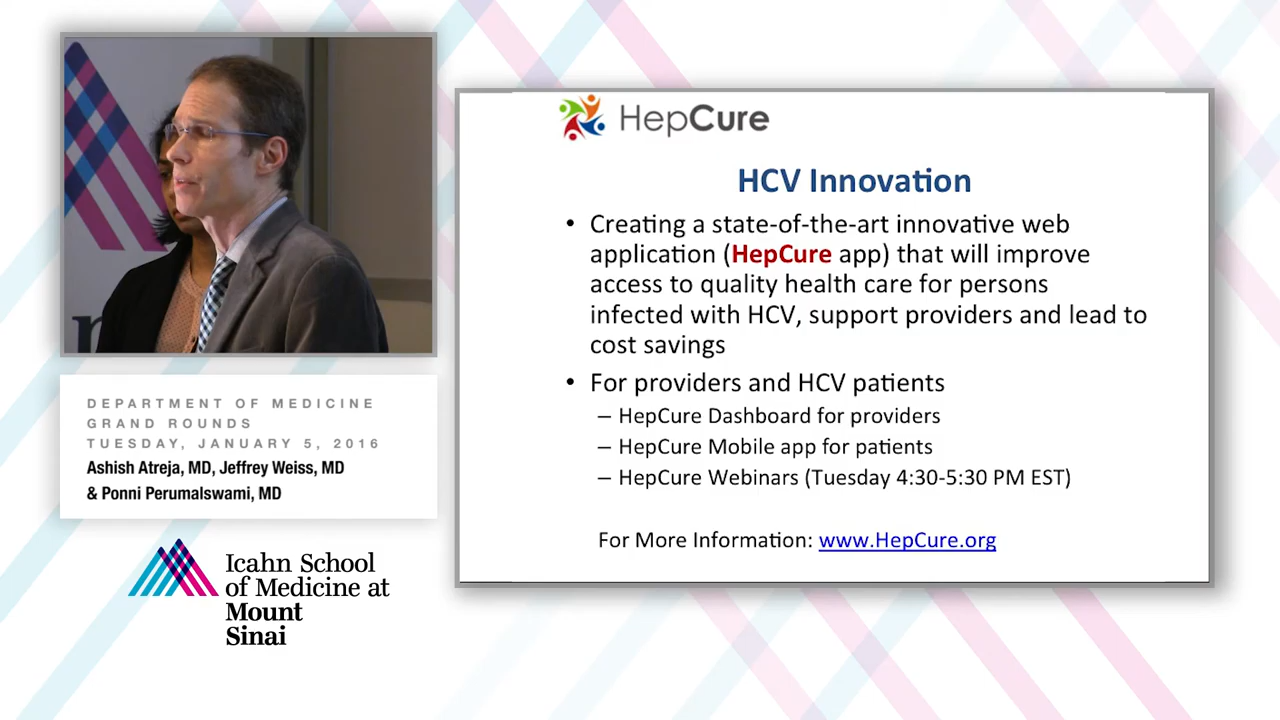 DEPARTMENT OF MEDICINE
GRAND ROUNDS
TUESDAY, JANUARY 5, 2016
Ashish Atreja, MD, Jeffrey Weiss, MD
& Ponni Perumalswami, MD
Icahn School
of Medicine at
Mount
Sinai
HepCure
HCV Innovation
• Creating a state-of-the-art innovative web
application (HepCure app) that will improve
access to quality health care for persons
infected with HCV, support providers and lead to
cost savings
• For providers and HCV patients
– HepCure Dashboard for providers
– HepCure Mobile app for patients
– HepCure Webinars (Tuesday 4:30-5:30 PM EST)
For More Information: www.HepCure.org